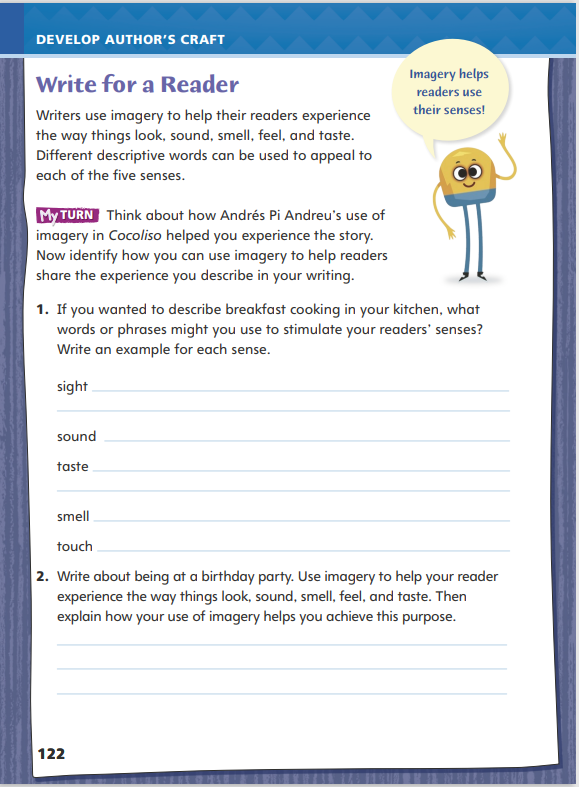 DEVELOP AUTHOR'S CRAFT
Write for a Reader
Writers use imagery to help their readers experience
the way things look, sound, smell, feel, and taste.
Different descriptive words can be used to appeal to
each of the five senses.
Imagery helps
readers use
their senses!
My TURN Think about how Andrés Pi Andreu's use of
imagery in Cocoliso helped you experience the story.
Now identify how you can use imagery to help readers
share the experience you describe in your writing.
1. If you wanted to describe breakfast cooking in your kitchen, what
words or phrases might you use to stimulate your readers' senses?
Write an example for each sense.
sight
sound
taste
smell
touch
2. Write about being at a birthday party. Use imagery to help your reader
experience the way things look, sound, smell, feel, and taste. Then
explain how your use of imagery helps you achieve this purpose.
122